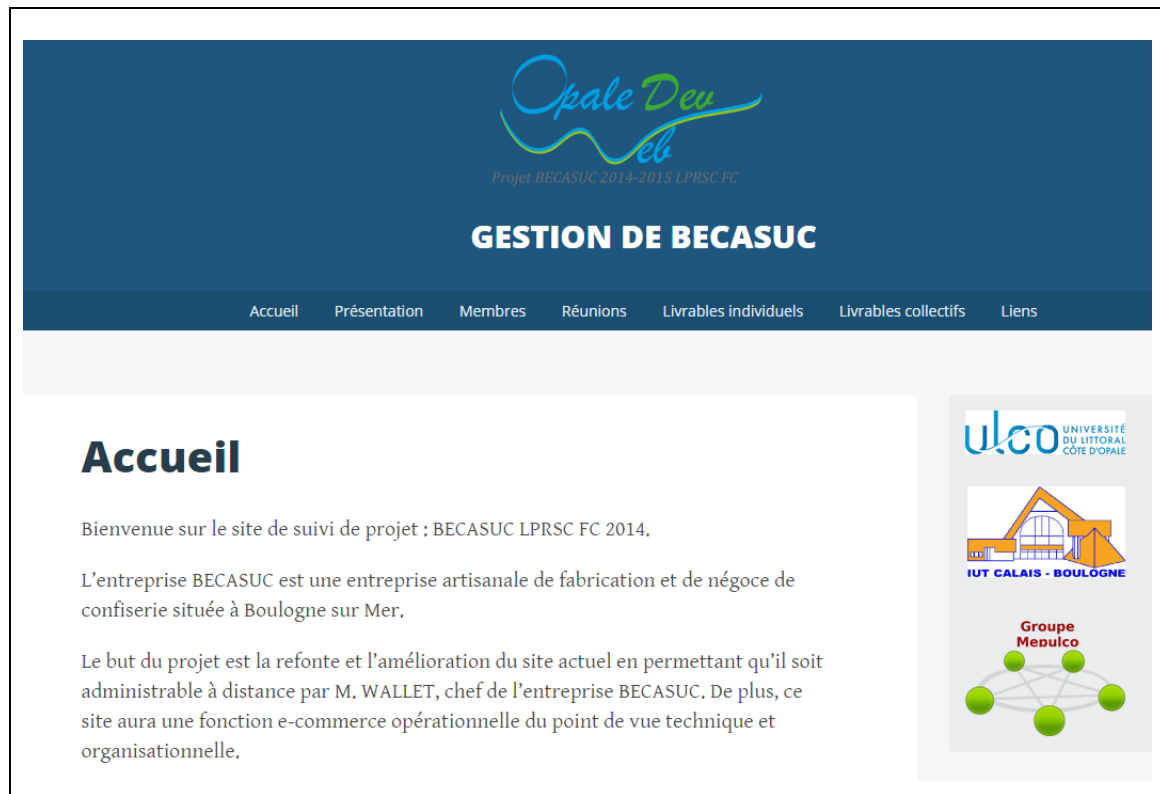 Opale Dev
Web
Projet BECASUC 2014-2015 LPRSC FC
GESTION DE BECASUC
Accueil Présentation Membres Réunions Livrables individuels Livrables collectifs Liens
Accueil
Bienvenue sur le site de suivi de projet : BECASUC LPRSC FC 2014.
L'entreprise BECASUC est une entreprise artisanale de fabrication et de négoce de
confiserie située à Boulogne sur Mer.
Le but du projet est la refonte et l'amélioration du site actuel en permettant qu'il soit
administrable à distance par M. WALLET, chef de l'entreprise BECASUC. De plus, ce
site aura une fonction e-commerce opérationnelle du point de vue technique et
organisationnelle.
ulco
UNIVERSITÉ
DU LITTORAL
CÔTE D'OPALE
IUT CALAIS - BOULOGNE
Groupe
Mepulco